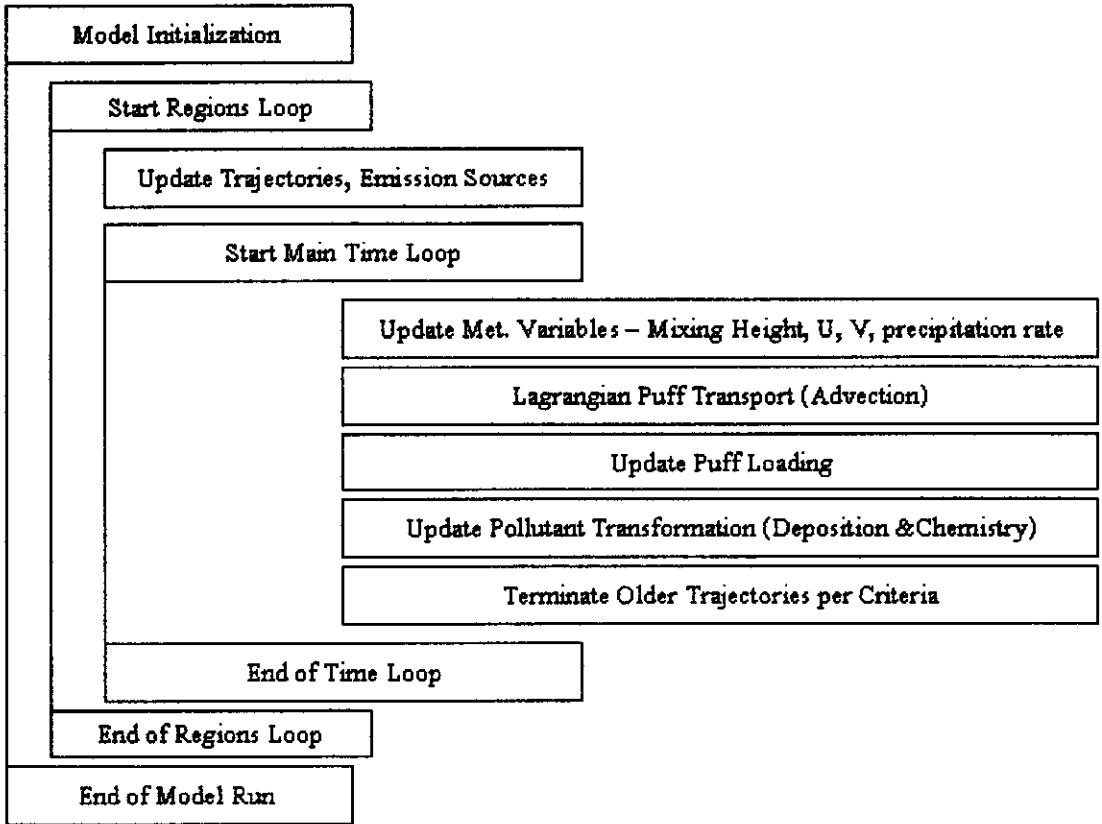 Model Initialization
Start Regions Loop
Update Trajectories, Emission Sources
Start Main Time Loop
Update Met. Variables – Mixing Height, U, V, precipitation rate
Lagrangian Puff Transport (Advection)
Update Puff Loading
Update Pollutant Transformation (Deposition &Chemistry)
Terminate Older Trajectories per Criteria
End of Time Loop
End of Regions Loop
End of Model Run